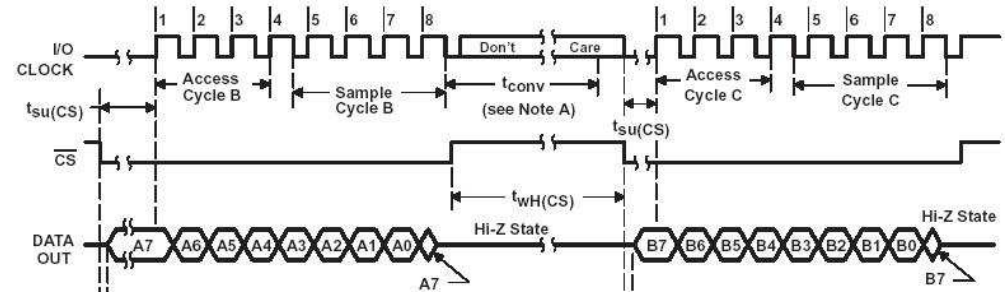 1 2 3 4 5 6 7 8 1 2 3 4 5 6 7 8
I/O
CLOCK
Don't Care
Access
Cycle B
Sample
Cycle B
tconv
(see Note A)
Access
Cycle C
Sample
Cycle C
tsu(CS)
tsu(CS)
CS
twH(CS)
DATA
OUT
A7 A6 A5 A4 A3 A2 A1 A0
Hi-Z State
B7 B6 B5 B4 B3 B2 B1 B0
Hi-Z State
A7
B7